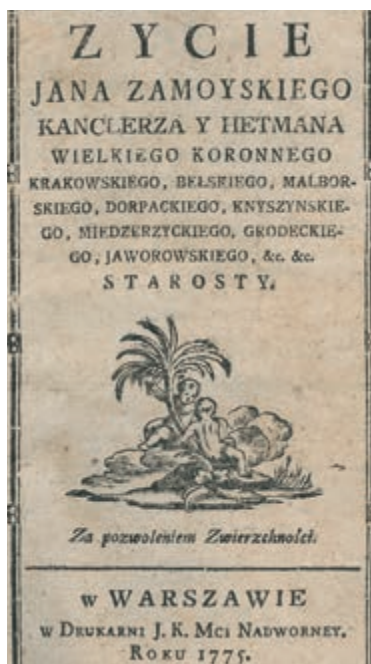 ZYCIE
JANA ZAMOYSKIEGO
KANCLERZA Y HETMANA
WIELKIEGO KORONNEGO
KRAKOWSKIEGO, BEŁSKIEGO, MALBOR-
SKIEGO, DORPACKIEGO, KNYSZYNSKIE-
GO, MIEDZERZYCKIEGO, GRODECKIE-
GO, JAWOROWSKIEGO, &c. &c.
STAROSTY.
Za pozwoleniem Zwierzchności.
w WARSZAWIE
w DRUKARNI J. K. MCI NADWORNEY.
ROKU 1775.